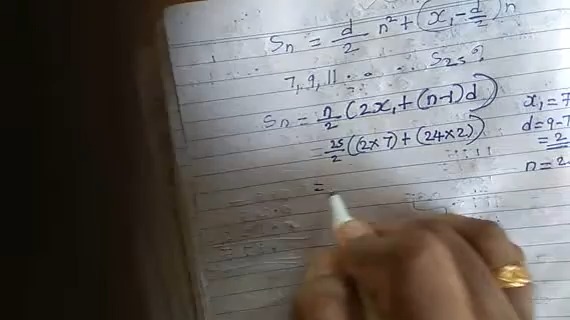 Sn = d/2 n² + (x₁ - d/2) n
7, 9, 11 . . . . S₂₅ ?
Sn = n/2 (2x₁ + (n-1)d)
x₁ = 7
= 25/2 ((2×7) + (24×2))
d = 9-7
= 2
=
n = 2